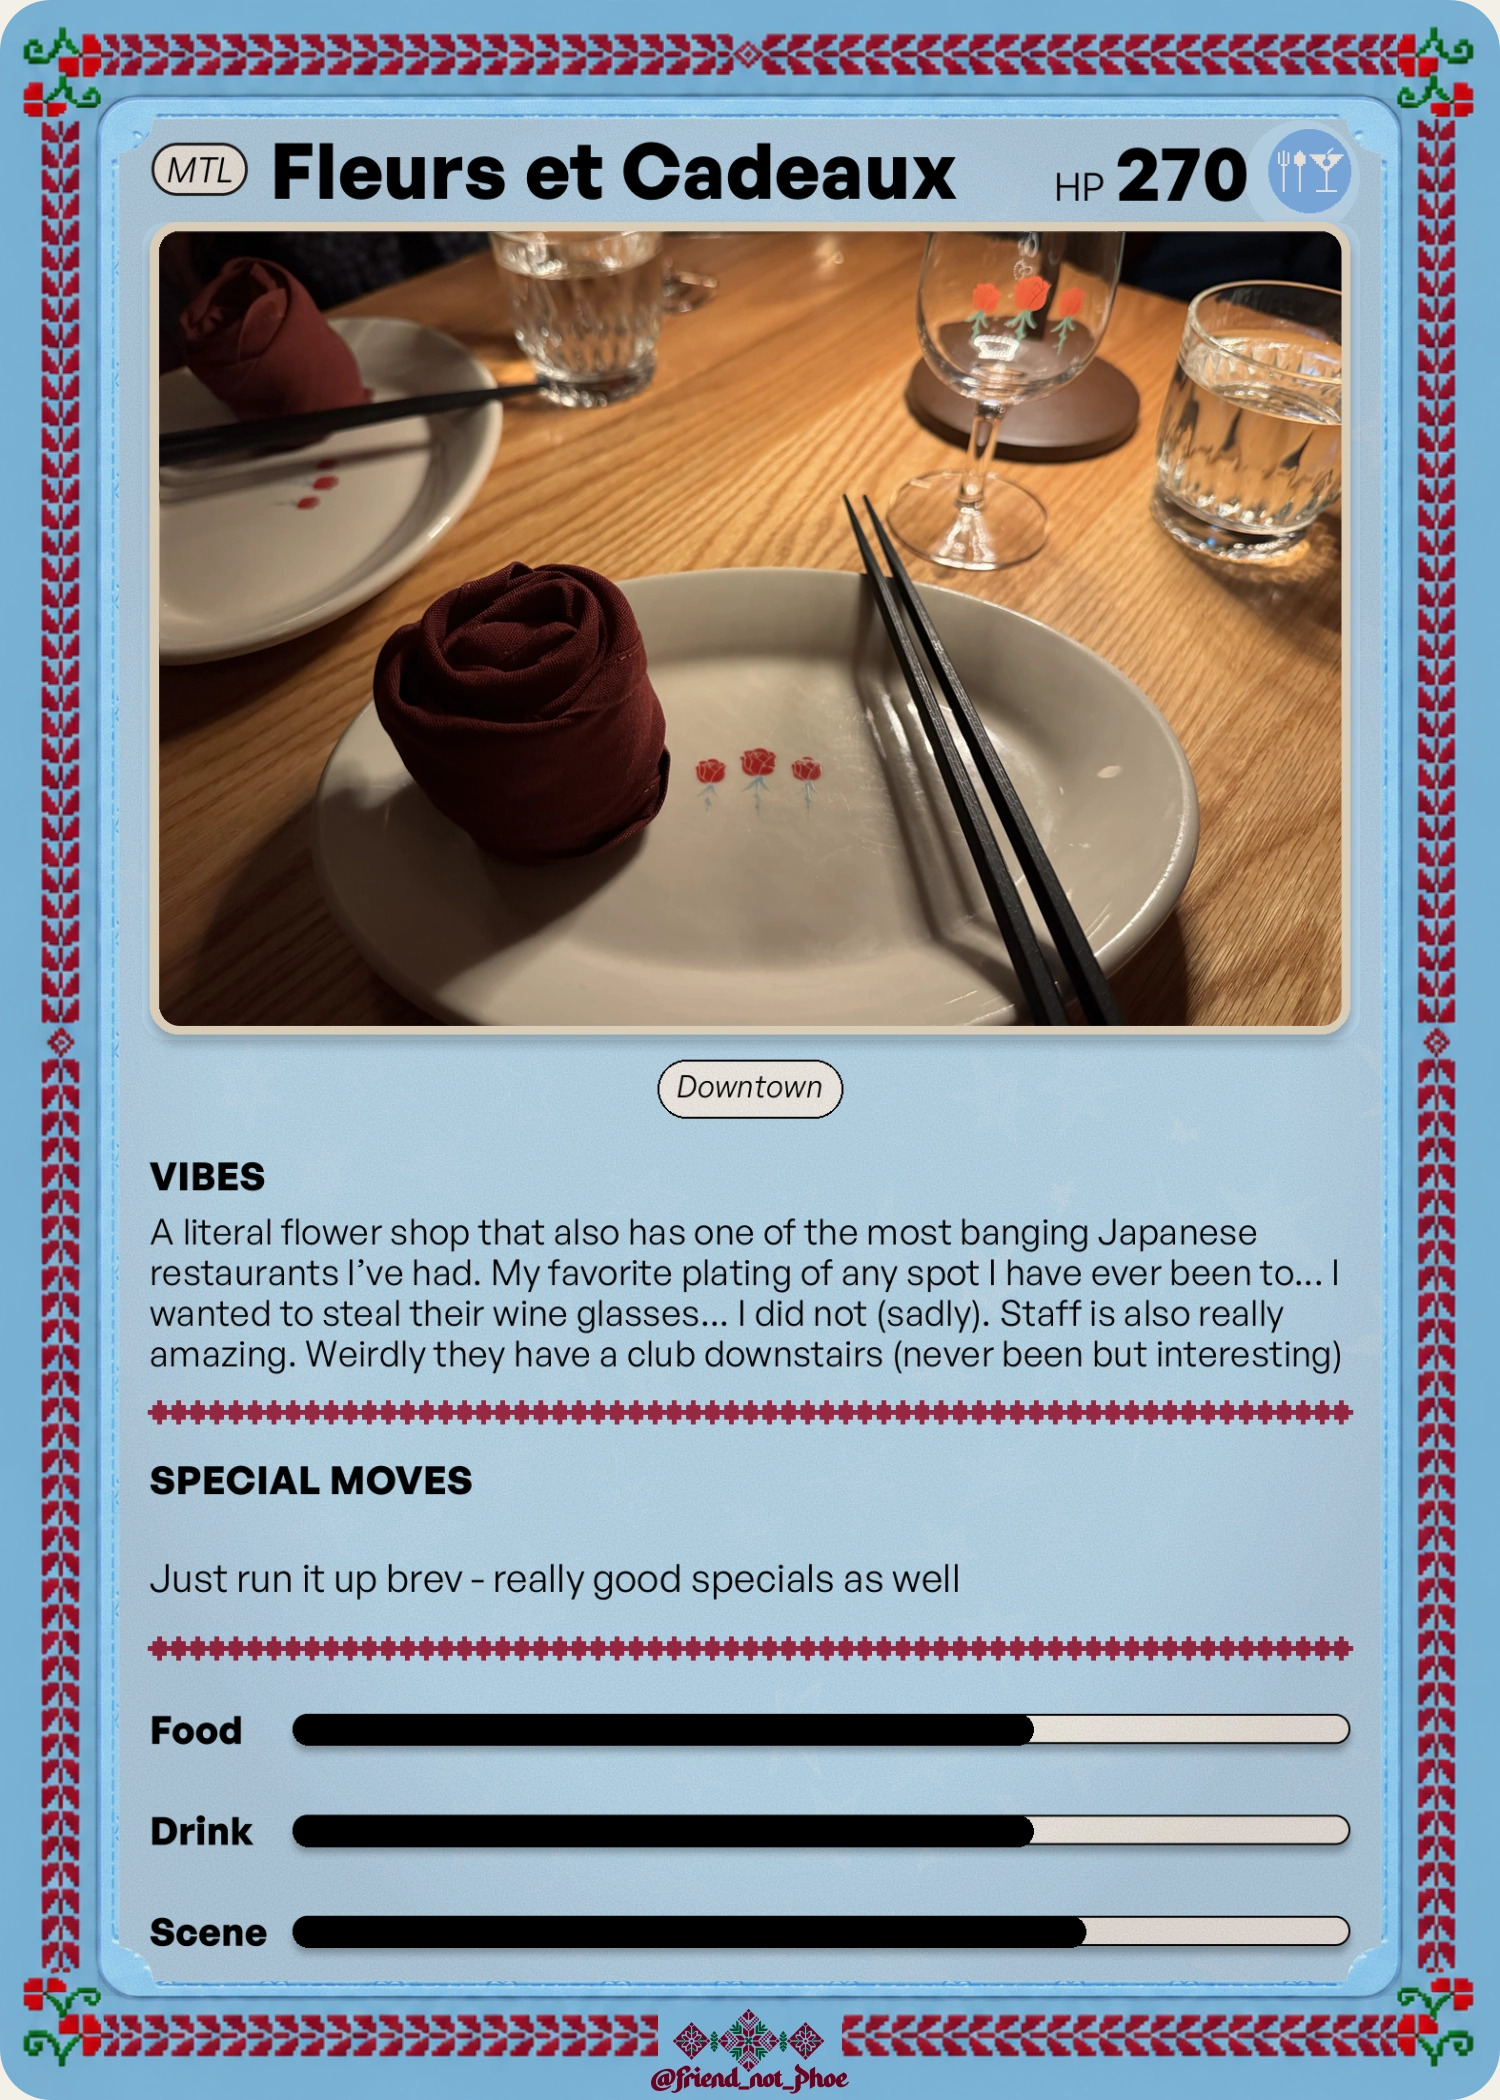 MTL Fleurs et Cadeaux HP 270
Downtown
VIBES
A literal flower shop that also has one of the most banging Japanese
restaurants I've had. My favorite plating of any spot I have ever been to... I
wanted to steal their wine glasses... I did not (sadly). Staff is also really
amazing. Weirdly they have a club downstairs (never been but interesting)
SPECIAL MOVES
Just run it up brev - really good specials as well
Food
Drink
Scene
@friend_not_Phoe